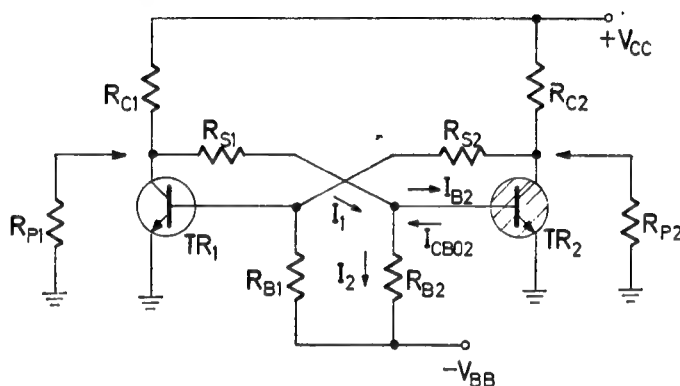 +V_CC
R_C1
R_C2
R_S1
R_S2
I_B2
R_P1
I_1
I_CBO2
R_P2
TR_1
TR_2
R_B1
I_2
R_B2
-V_BB